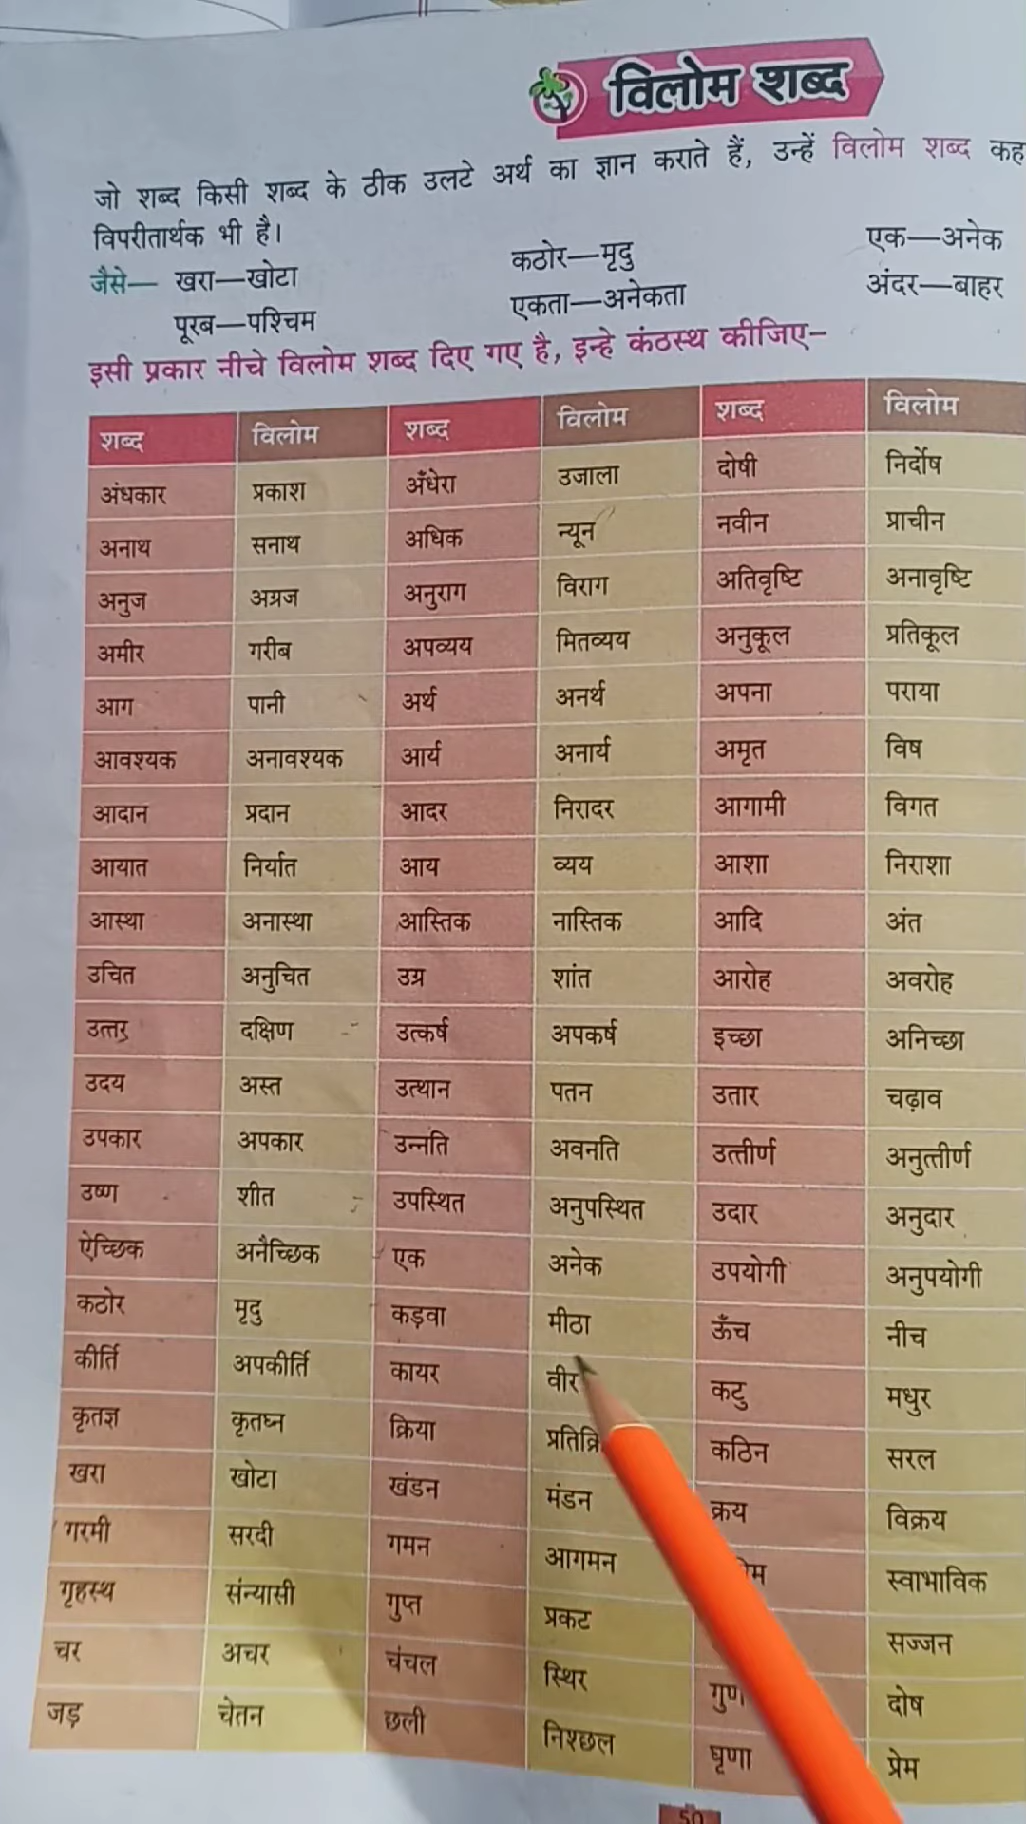 विलोम शब्द
जो शब्द किसी शब्द के ठीक उलटे अर्थ का ज्ञान कराते हैं, उन्हें विलोम शब्द कह
विपरीतार्थक भी है।
जैसे— खरा—खोटा कठोर—मृदु एक—अनेक
पूरब—पश्चिम एकता—अनेकता अंदर—बाहर
इसी प्रकार नीचे विलोम शब्द दिए गए है, इन्हे कंठस्थ कीजिए–
शब्द विलोम शब्द विलोम शब्द विलोम
अंधकार प्रकाश अँधेरा उजाला दोषी निर्दोष
अनाथ सनाथ अधिक न्यून नवीन प्राचीन
अनुज अग्रज अनुराग विराग अतिवृष्टि अनावृष्टि
अमीर गरीब अपव्यय मितव्यय अनुकूल प्रतिकूल
आग पानी अर्थ अनर्थ अपना पराया
आवश्यक अनावश्यक आर्य अनार्य अमृत विष
आदान प्रदान आदर निरादर आगामी विगत
आयात निर्यात आय व्यय आशा निराशा
आस्था अनास्था आस्तिक नास्तिक आदि अंत
उचित अनुचित उग्र शांत आरोह अवरोह
उत्तर दक्षिण उत्कर्ष अपकर्ष इच्छा अनिच्छा
उदय अस्त उत्थान पतन उतार चढ़ाव
उपकार अपकार उन्नति अवनति उत्तीर्ण अनुत्तीर्ण
उष्ण शीत उपस्थित अनुपस्थित उदार अनुदार
ऐच्छिक अनैच्छिक एक अनेक उपयोगी अनुपयोगी
कठोर मृदु कड़वा मीठा ऊँच नीच
कीर्ति अपकीर्ति कायर वीर कटु मधुर
कृतज्ञ कृतघ्न क्रिया प्रतिक्रि कठिन सरल
खरा खोटा खंडन मंडन क्रय विक्रय
गरमी सरदी गमन आगमन स्वाभाविक
गृहस्थ संन्यासी गुप्त प्रकट सज्जन
चर अचर चंचल स्थिर गुण दोष
जड़ चेतन छली निश्छल घृणा प्रेम
50